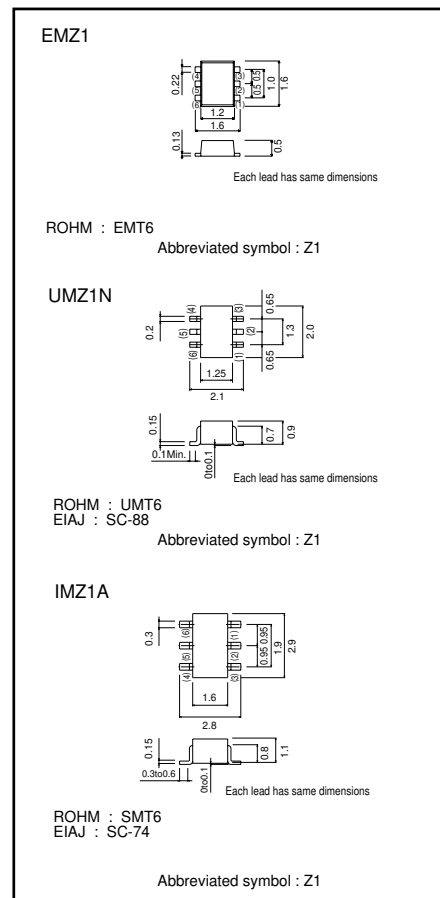 EMZ1
0.22
(4)
(3)
(5)
(2)
(6)
(1)
0.5 0.5
1.0
1.6
1.2
1.6
0.13
0.5
Each lead has same dimensions
ROHM : EMT6
Abbreviated symbol : Z1
UMZ1N
(4)
(3)
0.65
0.2
(5)
(2)
1.3
2.0
(6)
(1)
0.65
1.25
2.1
0.15
0.1Min.
0to0.1
0.7
0.9
Each lead has same dimensions
ROHM : UMT6
EIAJ : SC-88
Abbreviated symbol : Z1
IMZ1A
0.3
(6)
(1)
(5)
(2)
(4)
(3)
0.95 0.95
1.9
2.9
1.6
2.8
0.15
0.3to0.6
0to0.1
0.8
1.1
Each lead has same dimensions
ROHM : SMT6
EIAJ : SC-74
Abbreviated symbol : Z1